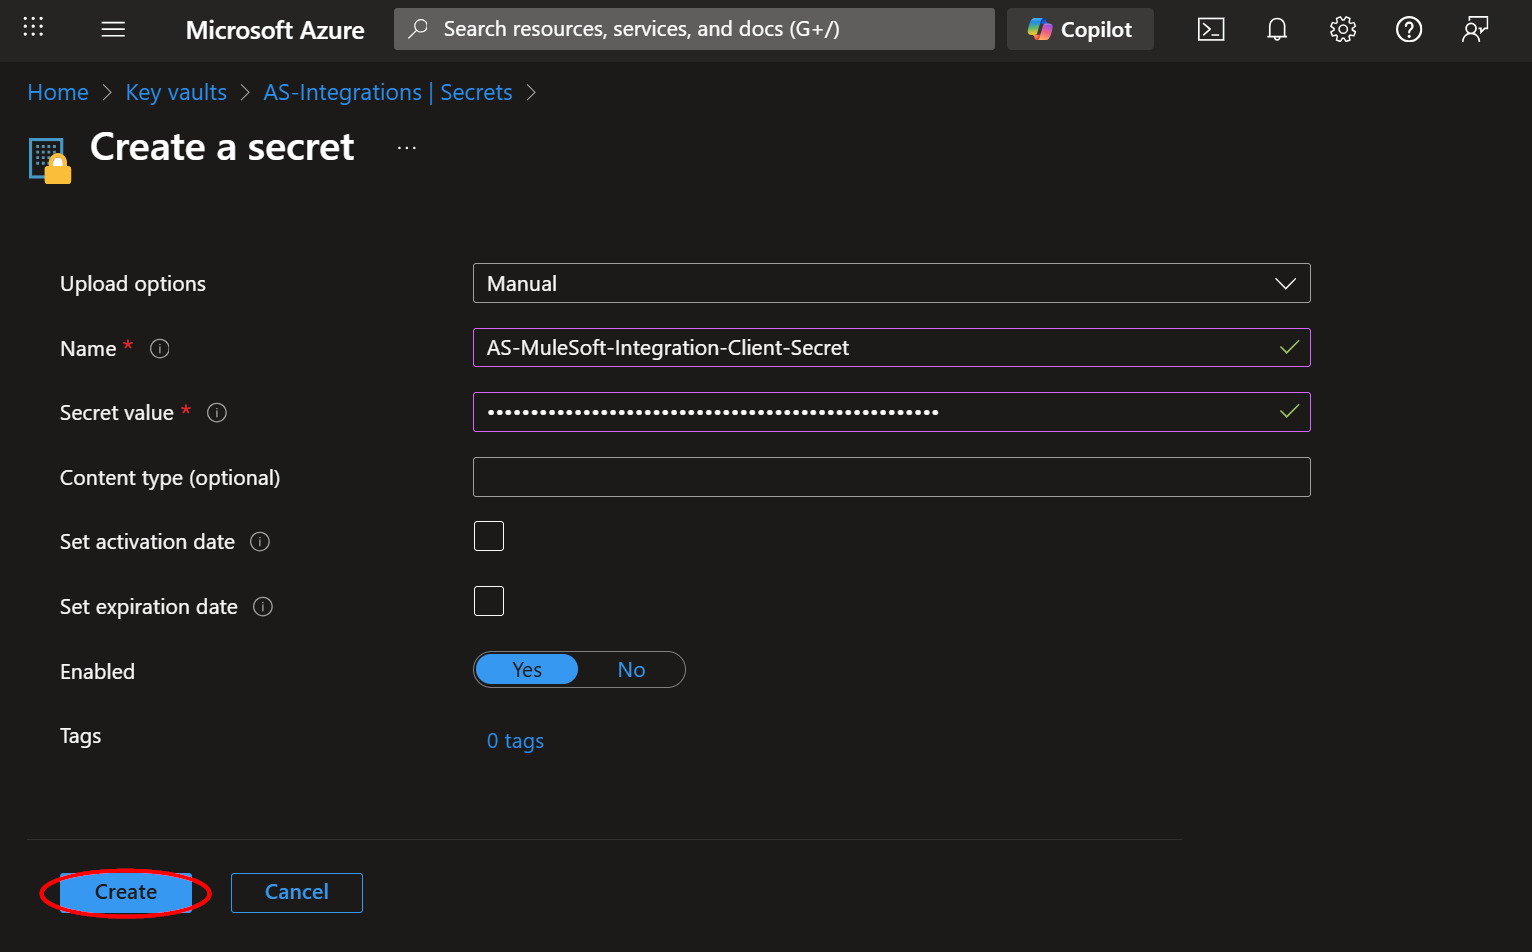 Microsoft Azure
Search resources, services, and docs (G+/)
Copilot
Home > Key vaults > AS-Integrations | Secrets >
Create a secret ...
Upload options
Manual
Name *
AS-MuleSoft-Integration-Client-Secret
Secret value *
••••••••••••••••••••••••••••••••••••••••••••••••••••
Content type (optional)
Set activation date
Set expiration date
Enabled
Yes No
Tags
0 tags
Create
Cancel